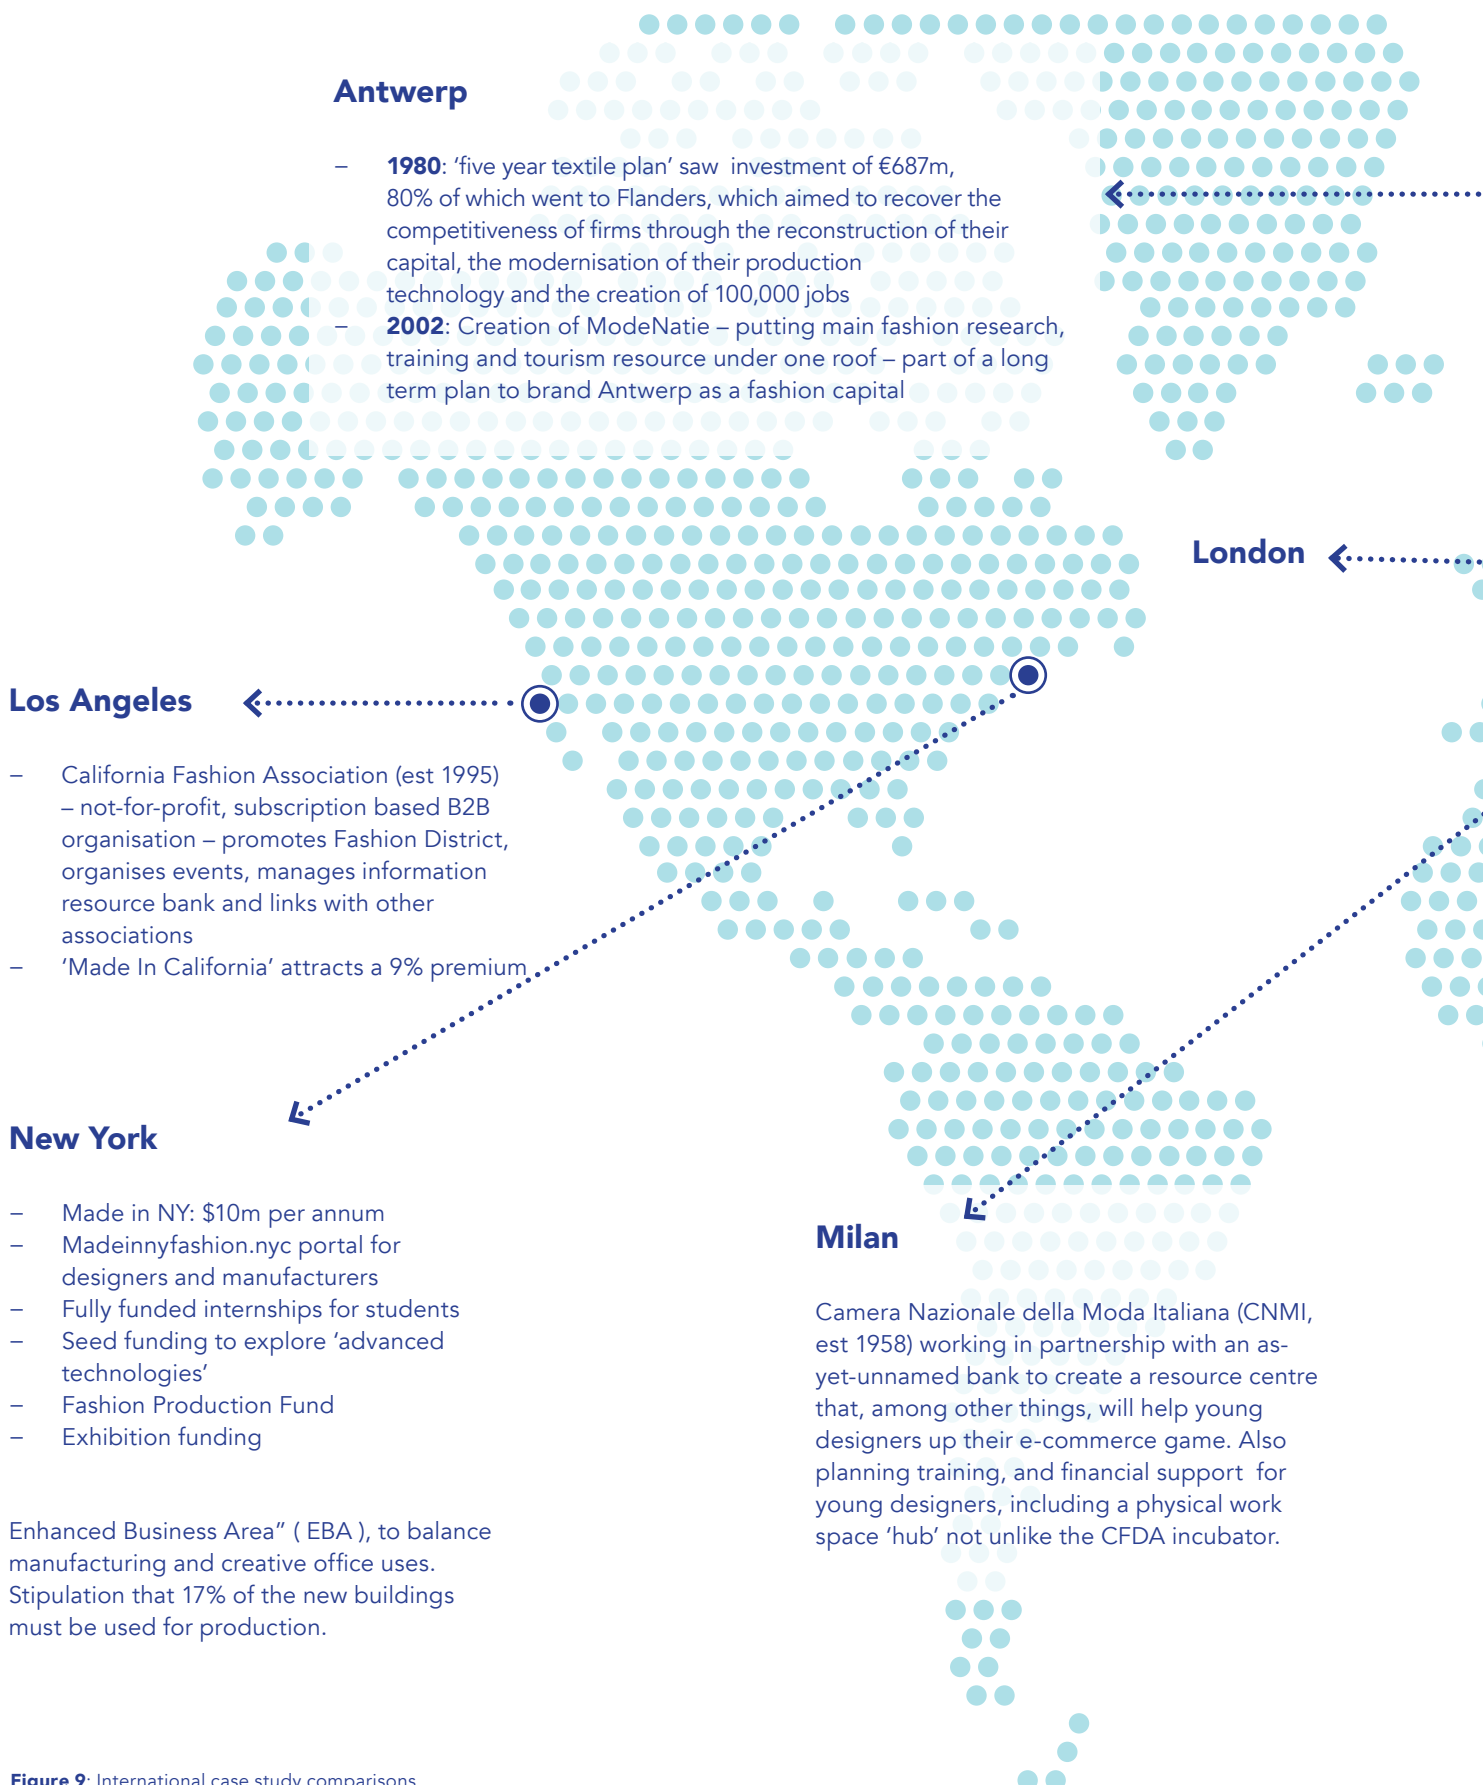 Antwerp
– 1980: ‘five year textile plan’ saw investment of €687m,
80% of which went to Flanders, which aimed to recover the
competitiveness of firms through the reconstruction of their
capital, the modernisation of their production
technology and the creation of 100,000 jobs
– 2002: Creation of ModeNatie – putting main fashion research,
training and tourism resource under one roof – part of a long
term plan to brand Antwerp as a fashion capital
London
Los Angeles
– California Fashion Association (est 1995)
– not-for-profit, subscription based B2B
organisation – promotes Fashion District,
organises events, manages information
resource bank and links with other
associations
– ‘Made In California’ attracts a 9% premium
New York
– Made in NY: $10m per annum
– Madeinnyfashion.nyc portal for
designers and manufacturers
– Fully funded internships for students
– Seed funding to explore ‘advanced
technologies’
– Fashion Production Fund
– Exhibition funding
Enhanced Business Area” ( EBA ), to balance
manufacturing and creative office uses.
Stipulation that 17% of the new buildings
must be used for production.
Milan
Camera Nazionale della Moda Italiana (CNMI,
est 1958) working in partnership with an as-
yet-unnamed bank to create a resource centre
that, among other things, will help young
designers up their e-commerce game. Also
planning training, and financial support for
young designers, including a physical work
space ‘hub’ not unlike the CFDA incubator.
Figure 9: International case study comparisons